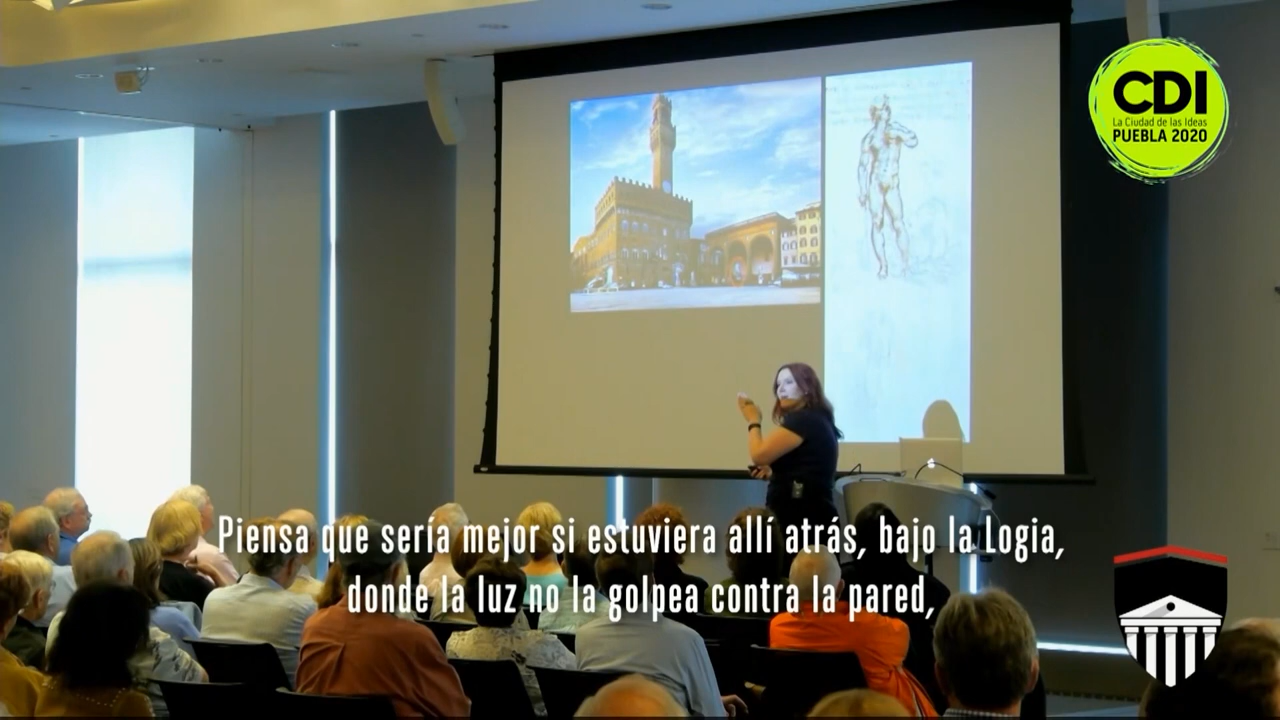 CDI
La Ciudad de las Ideas
PUEBLA 2020
Piensa que sería mejor si estuviera allí atrás, bajo la Logia,
donde la luz no la golpea contra la pared,